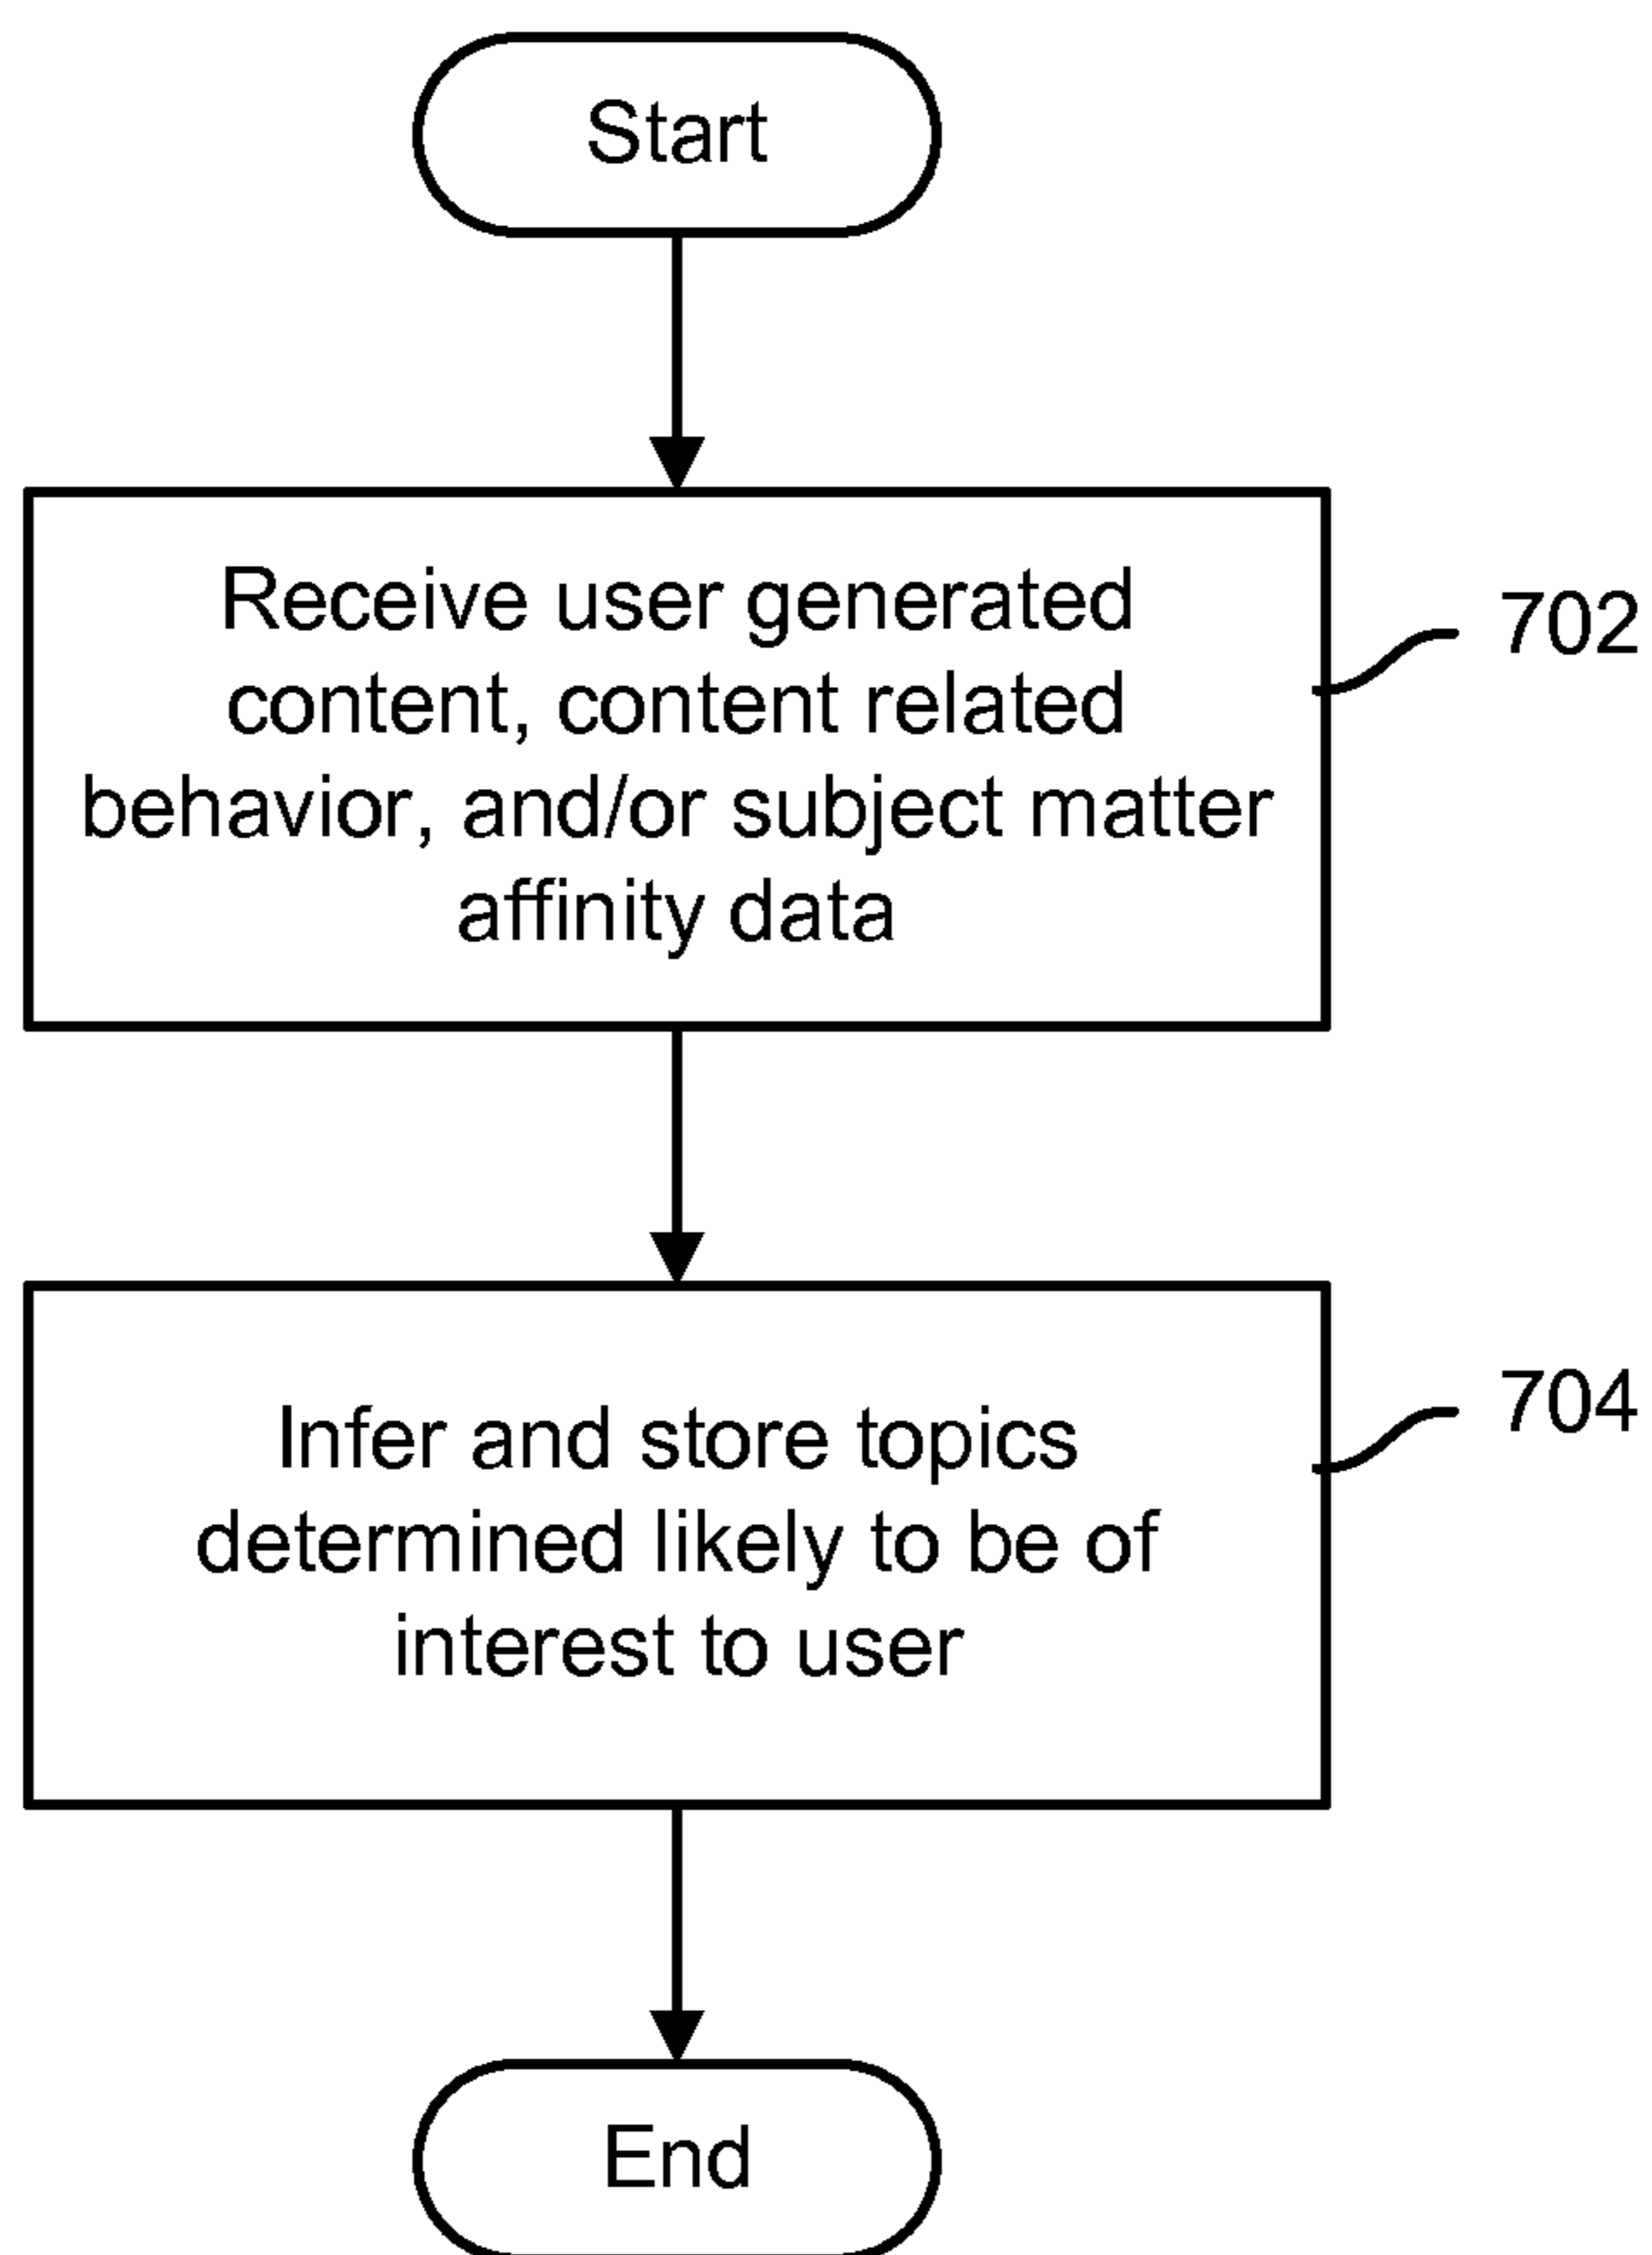 Start
Receive user generated
content, content related
behavior, and/or subject matter
affinity data
702
Infer and store topics
determined likely to be of
interest to user
704
End